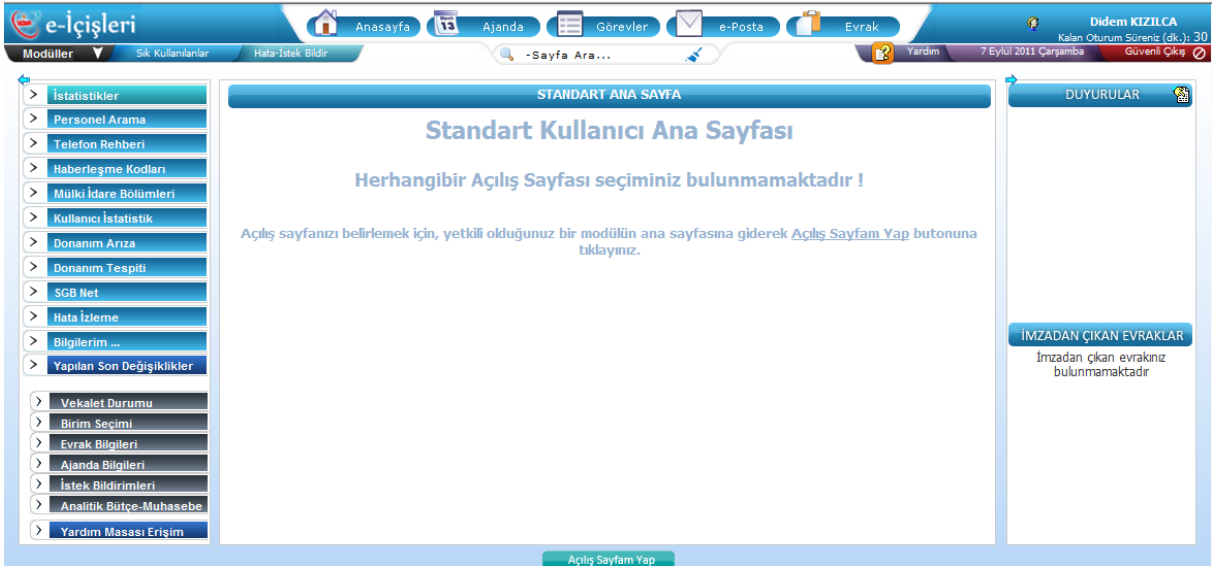 e-İçişleri
Anasayfa
13
Ajanda
Görevler
e-Posta
Evrak
Didem KIZILCA
Kalan Oturum Süreniz (dk.): 30
Modüller
Sık Kullanılanlar
Hata-İstek Bildir
-Sayfa Ara...
Yardım
7 Eylül 2011 Çarşamba
Güvenli Çıkış
İstatistikler
Personel Arama
Telefon Rehberi
Haberleşme Kodları
Mülki İdare Bölümleri
Kullanıcı İstatistik
Donanım Arıza
Donanım Tespiti
SGB Net
Hata İzleme
Bilgilerim ...
Yapılan Son Değişiklikler
Vekalet Durumu
Birim Seçimi
Evrak Bilgileri
Ajanda Bilgileri
İstek Bildirimleri
Analitik Bütçe-Muhasebe
Yardım Masası Erişim
STANDART ANA SAYFA
Standart Kullanıcı Ana Sayfası
Herhangibir Açılış Sayfası seçiminiz bulunmamaktadır !
Açılış sayfanızı belirlemek için, yetkili olduğunuz bir modülün ana sayfasına giderek Açılış Sayfam Yap butonuna
tıklayınız.
DUYURULAR
İMZADAN ÇIKAN EVRAKLAR
İmzadan çıkan evrakınız
bulunmamaktadır
Açılış Sayfam Yap